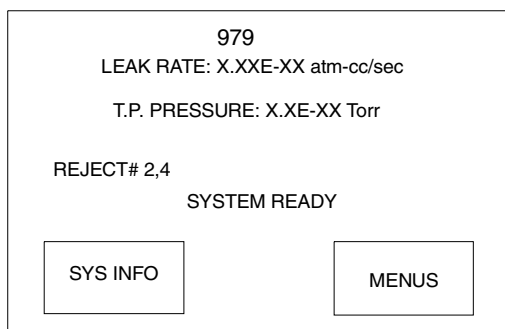 979
LEAK RATE: X.XXE-XX atm-cc/sec
T.P. PRESSURE: X.XE-XX Torr
REJECT# 2,4
SYSTEM READY
SYS INFO
MENUS